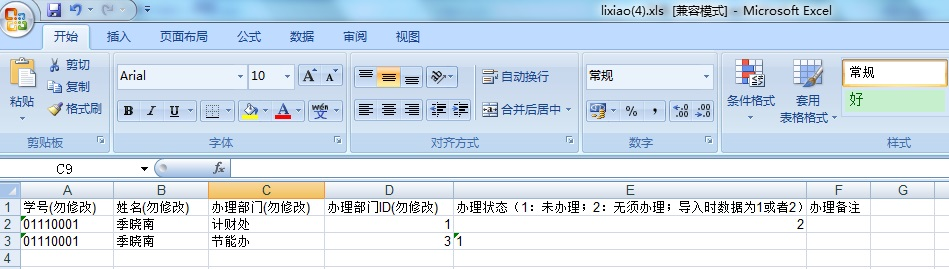 lixiao(4).xls [兼容模式] - Microsoft Excel
开始 插入 页面布局 公式 数据 审阅 视图
粘贴 剪切 复制 格式刷
Arial 10 A A
B I U A wén 文
自动换行
合并后居中
常规
% , .0 .00 .00 .0
条件格式 套用 表格格式
常规
好
剪贴板 字体 对齐方式 数字 样式
C9 fx
A B C D E F G H
1 学号(勿修改) 姓名(勿修改) 办理部门(勿修改) 办理部门ID(勿修改) 办理状态（1：未办理；2：无须办理；导入时数据为1或者2） 办理备注
2 01110001 季晓南 计财处 1 2
3 01110001 季晓南 节能办 3 1
4